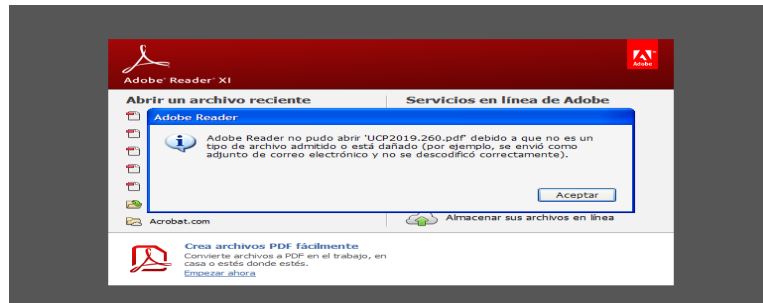 Adobe® Reader® XI
Adobe™
Abrir un archivo reciente
Servicios en línea de Adobe
Adobe Reader
Adobe Reader no pudo abrir 'UCP2019.260.pdf' debido a que no es un
tipo de archivo admitido o está dañado (por ejemplo, se envió como
adjunto de correo electrónico y no se descodificó correctamente).
Aceptar
Acrobat.com
Almacenar sus archivos en línea
Crea archivos PDF fácilmente
Convierte archivos a PDF en el trabajo, en
casa o estés donde estés.
Empezar ahora